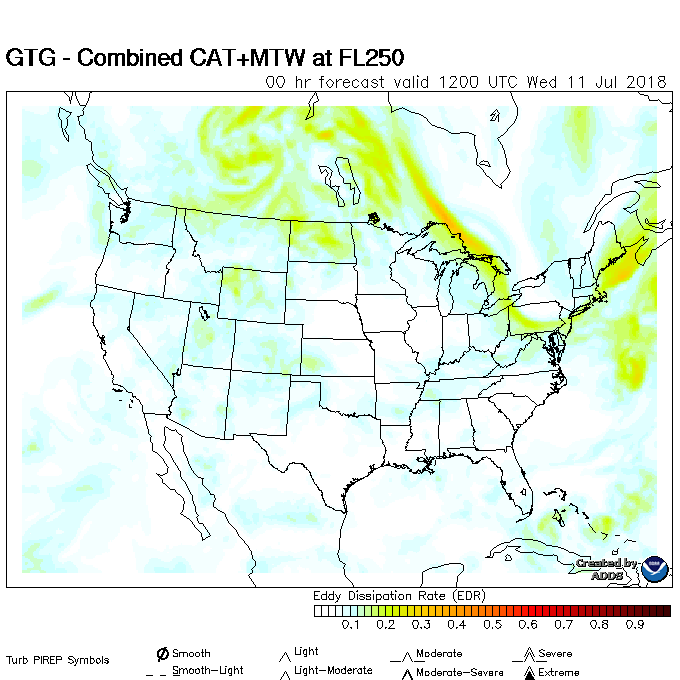 GTG - Combined CAT+MTW at FL250
00 hr forecast valid 1200 UTC Wed 11 Jul 2018
Created by
ADDS
Eddy Dissipation Rate (EDR)
0.1 0.2 0.3 0.4 0.5 0.6 0.7 0.8 0.9
Turb PIREP Symbols
Smooth Light Moderate Severe
Smooth-Light Light-Moderate Moderate-Severe Extreme